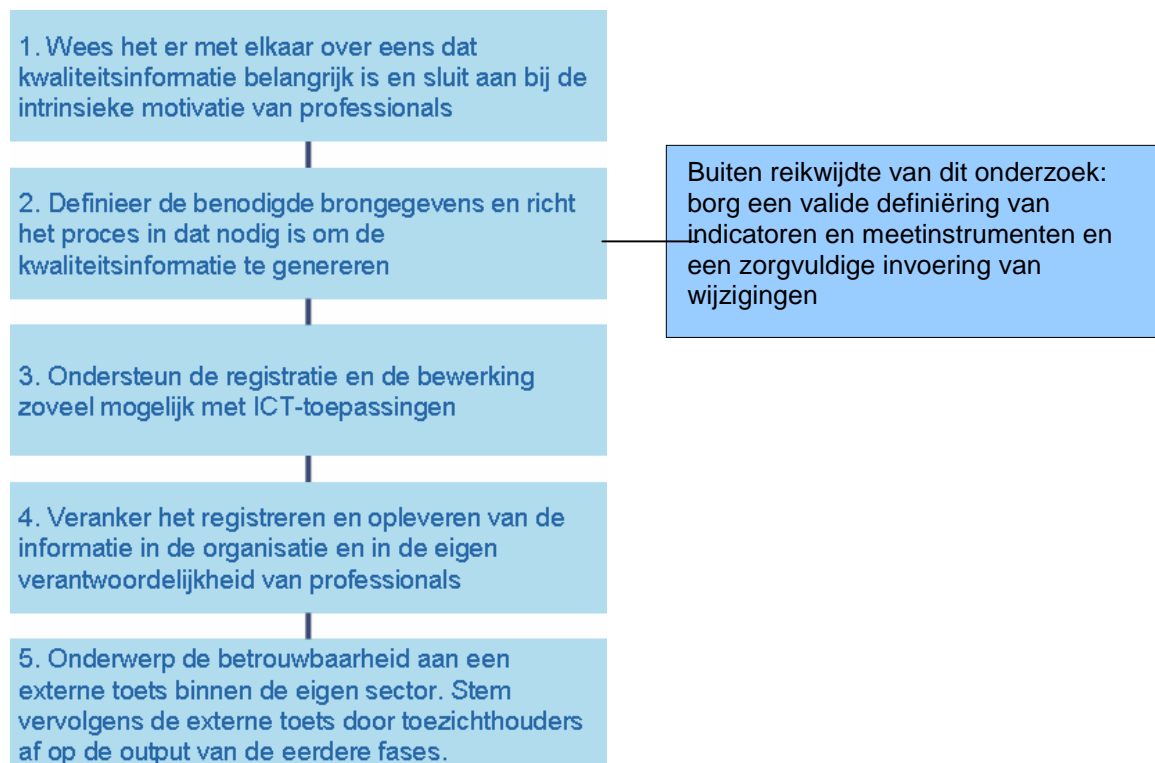 1. Wees het er met elkaar over eens dat
kwaliteitsinformatie belangrijk is en sluit aan bij de
intrinsieke motivatie van professionals
2. Definieer de benodigde brongegevens en richt
het proces in dat nodig is om de
kwaliteitsinformatie te genereren
Buiten reikwijdte van dit onderzoek:
borg een valide definiëring van
indicatoren en meetinstrumenten en
een zorgvuldige invoering van
wijzigingen
3. Ondersteun de registratie en de bewerking
zoveel mogelijk met ICT-toepassingen
4. Veranker het registreren en opleveren van de
informatie in de organisatie en in de eigen
verantwoordelijkheid van professionals
5. Onderwerp de betrouwbaarheid aan een
externe toets binnen de eigen sector. Stem
vervolgens de externe toets door toezichthouders
af op de output van de eerdere fases.